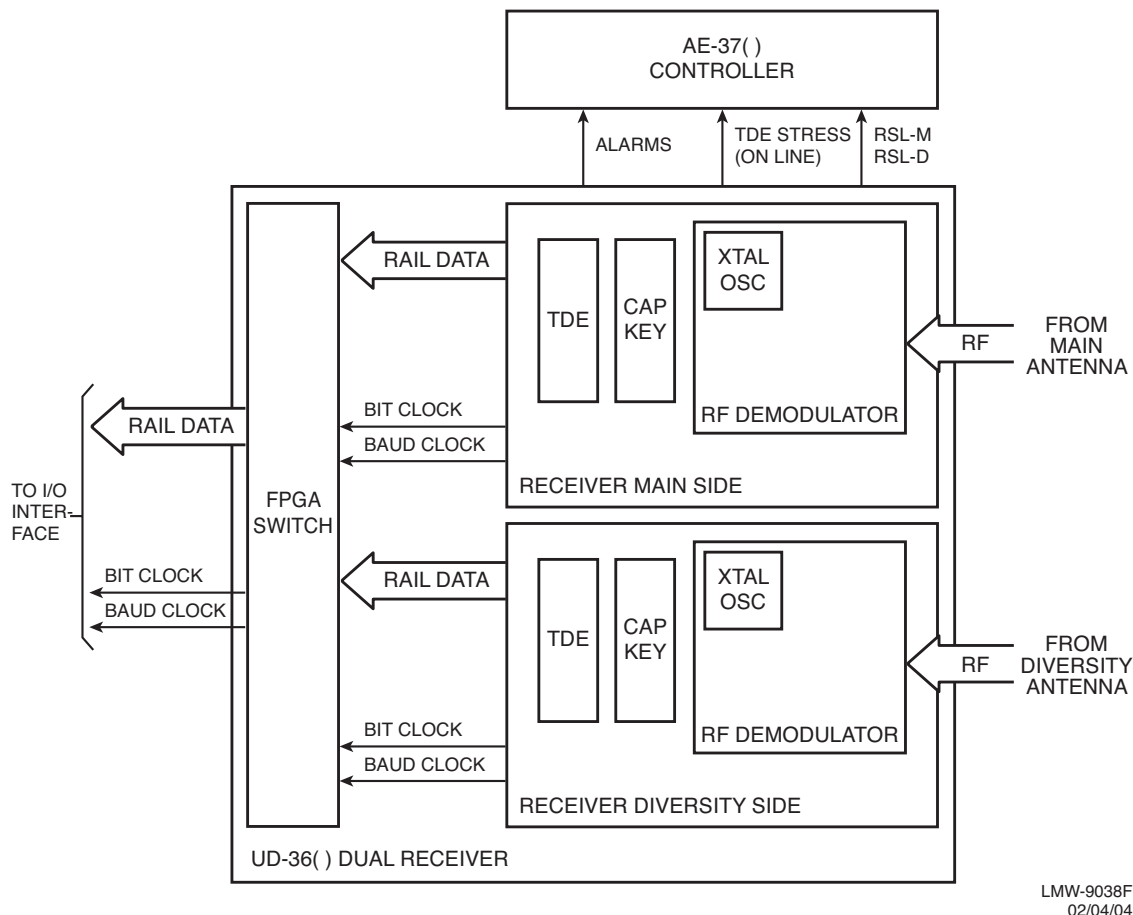 AE-37( )
CONTROLLER
ALARMS
TDE STRESS
(ON LINE)
RSL-M
RSL-D
RAIL DATA
TDE
CAP
KEY
XTAL
OSC
RF DEMODULATOR
RF
FROM
MAIN
ANTENNA
BIT CLOCK
BAUD CLOCK
RECEIVER MAIN SIDE
RAIL DATA
TO I/O
INTER-
FACE
BIT CLOCK
BAUD CLOCK
FPGA
SWITCH
RAIL DATA
TDE
CAP
KEY
XTAL
OSC
RF DEMODULATOR
RF
FROM
DIVERSITY
ANTENNA
BIT CLOCK
BAUD CLOCK
RECEIVER DIVERSITY SIDE
UD-36( ) DUAL RECEIVER
LMW-9038F
02/04/04